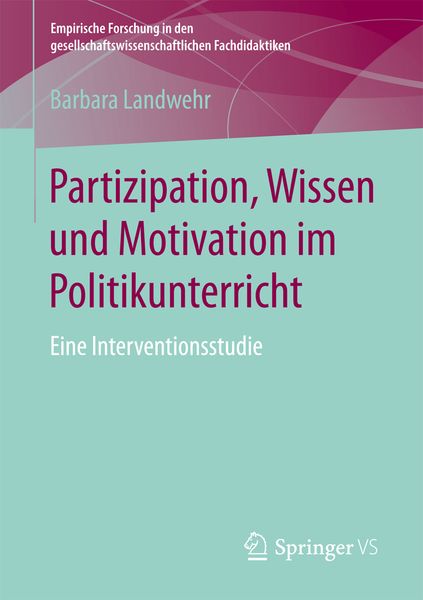 Empirische Forschung in den
gesellschaftswissenschaftlichen Fachdidaktiken
Barbara Landwehr
Partizipation, Wissen
und Motivation im
Politikunterricht
Eine Interventionsstudie
Springer VS